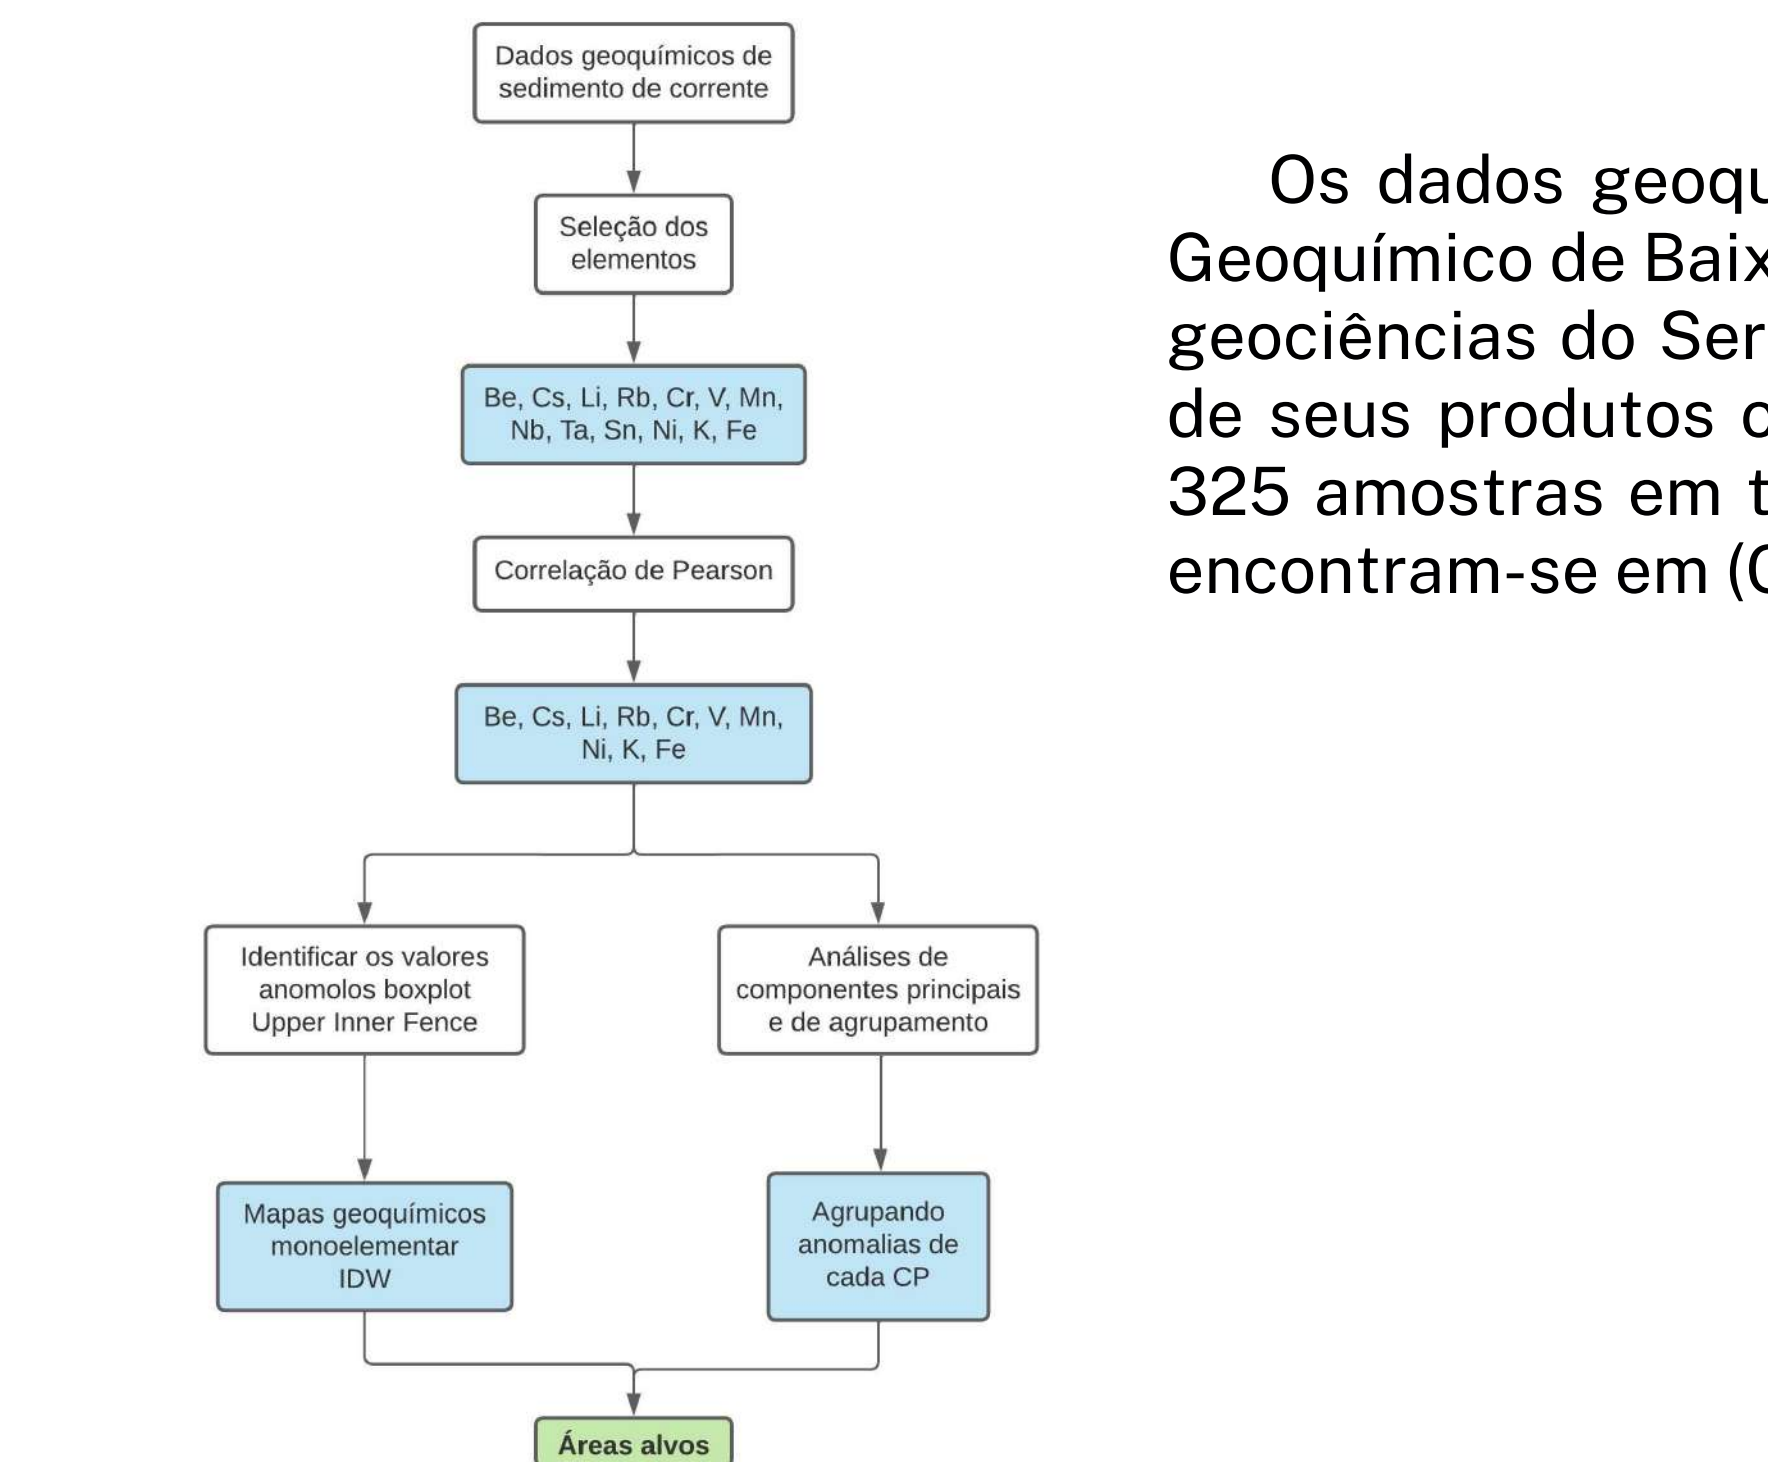 Dados geoquímicos de
sedimento de corrente
Seleção dos
elementos
Be, Cs, Li, Rb, Cr, V, Mn,
Nb, Ta, Sn, Ni, K, Fe
Correlação de Pearson
Be, Cs, Li, Rb, Cr, V, Mn,
Ni, K, Fe
Identificar os valores
anomolos boxplot
Upper Inner Fence
Análises de
componentes principais
e de agrupamento
Mapas geoquímicos
monoelementar
IDW
Agrupando
anomalias de
cada CP
Áreas alvos
Os dados
Geoquímico de
geociências do
de seus produtos
325 amostras em
encontram-se em